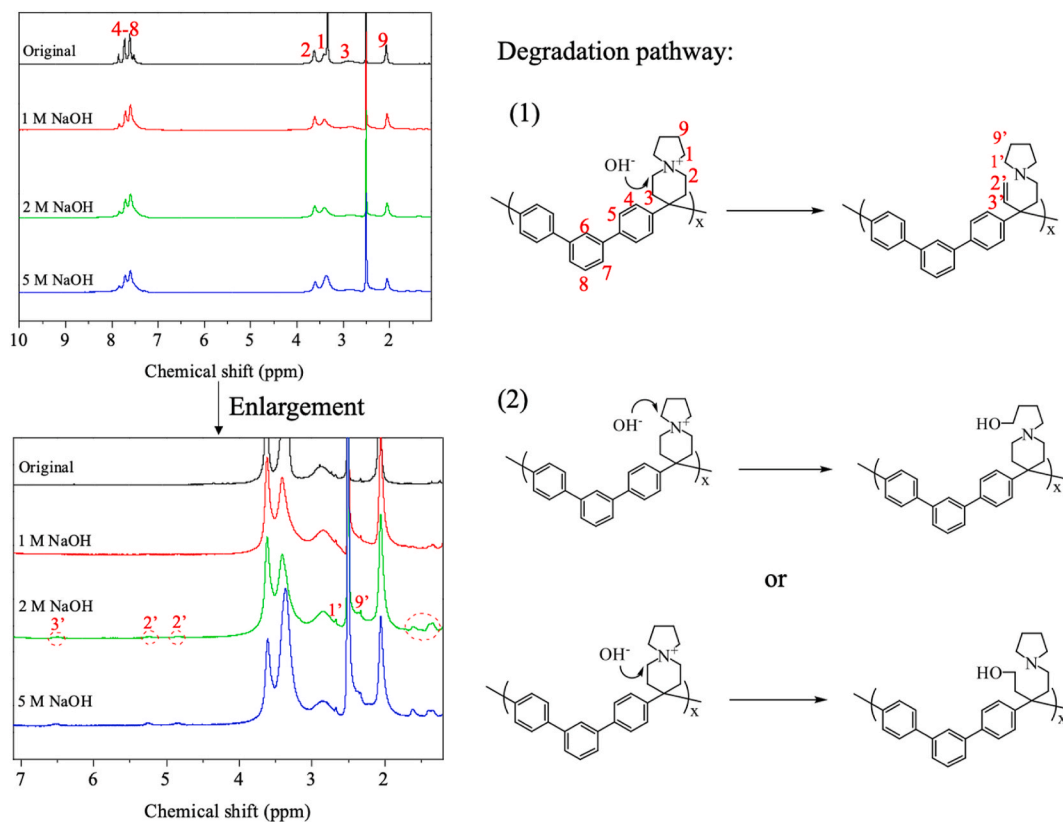 4-8
2
1
3
9
Original
1 M NaOH
2 M NaOH
5 M NaOH
10 9 8 7 6 5 4 3 2
Chemical shift (ppm)
Enlargement
Original
1 M NaOH
2 M NaOH
3’ 2’ 2’ 1’ 9’
5 M NaOH
7 6 5 4 3 2
Chemical shift (ppm)
Degradation pathway:
(1)
9
1
OH-
N+
2
3
4
5
6
7
8
x
9’
1’
N
2’
3’
x
(2)
OH-
N+
x
HO
N
x
or
OH-
N+
x
HO
N
x